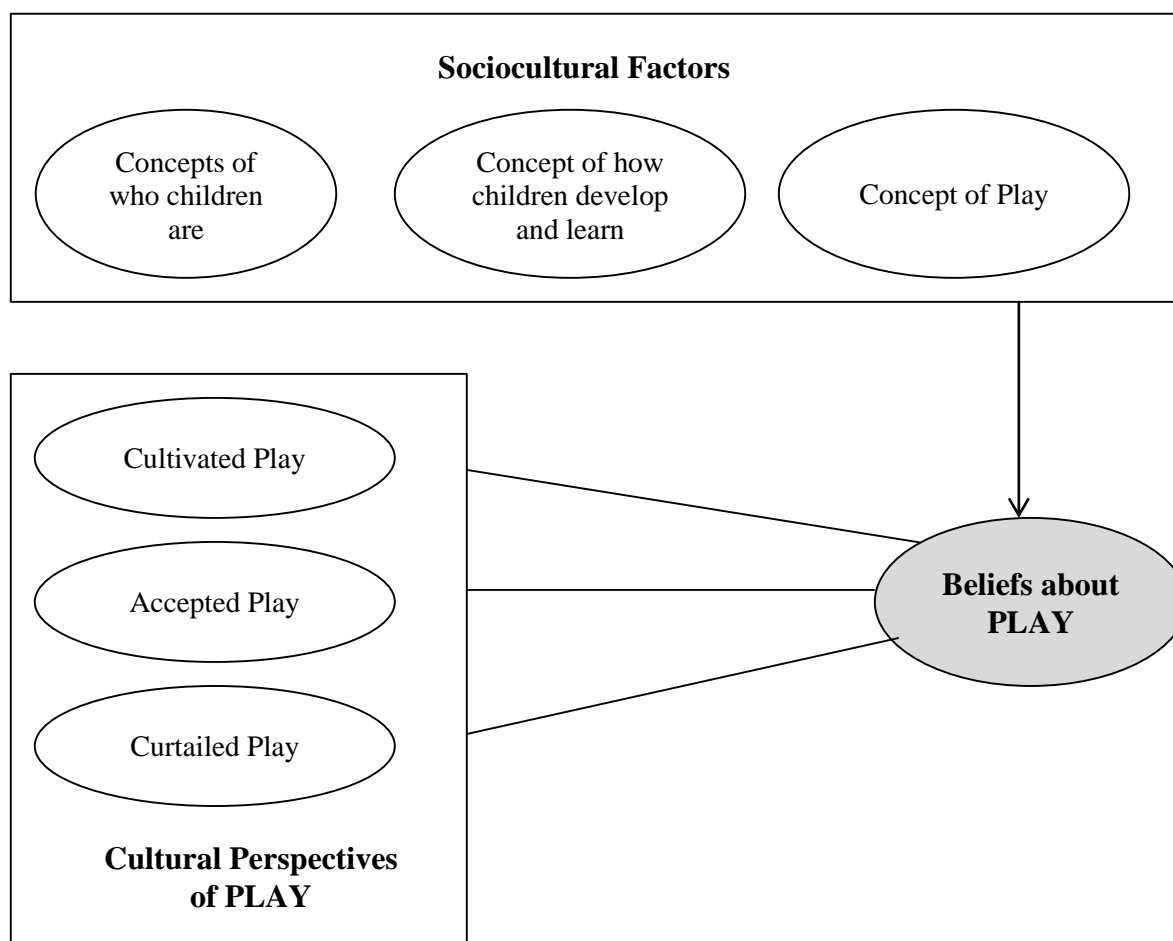 Sociocultural Factors
Concepts of
who children
are
Concept of how
children develop
and learn
Concept of Play
Cultivated Play
Accepted Play
Curtailed Play
Cultural Perspectives
of PLAY
Beliefs about
PLAY